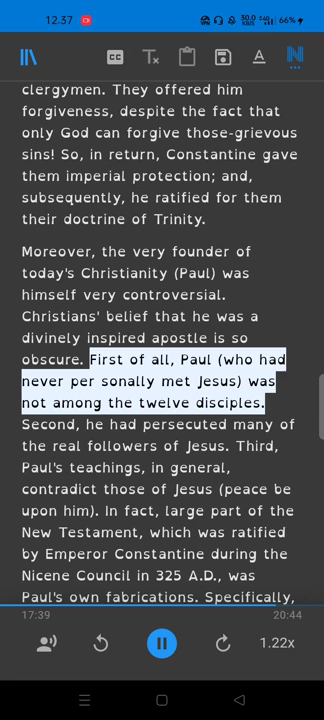 12.37
30.0
66%
CC
clergymen. They offered him
forgiveness, despite the fact that
only God can forgive those-grievous
sins! So, in return, Constantine gave
them imperial protection; and,
subsequently, he ratified for them
their doctrine of Trinity.
Moreover, the very founder of
today's Christianity (Paul) was
himself very controversial.
Christians' belief that he was a
divinely inspired apostle is so
obscure. First of all, Paul (who had
never per sonally met Jesus) was
not among the twelve disciples.
Second, he had persecuted many of
the real followers of Jesus. Third,
Paul's teachings, in general,
contradict those of Jesus (peace be
upon him). In fact, large part of the
New Testament, which was ratified
by Emperor Constantine during the
Nicene Council in 325 A.D., was
Paul's own fabrications. Specifically,
17:39
20:44
1.22x